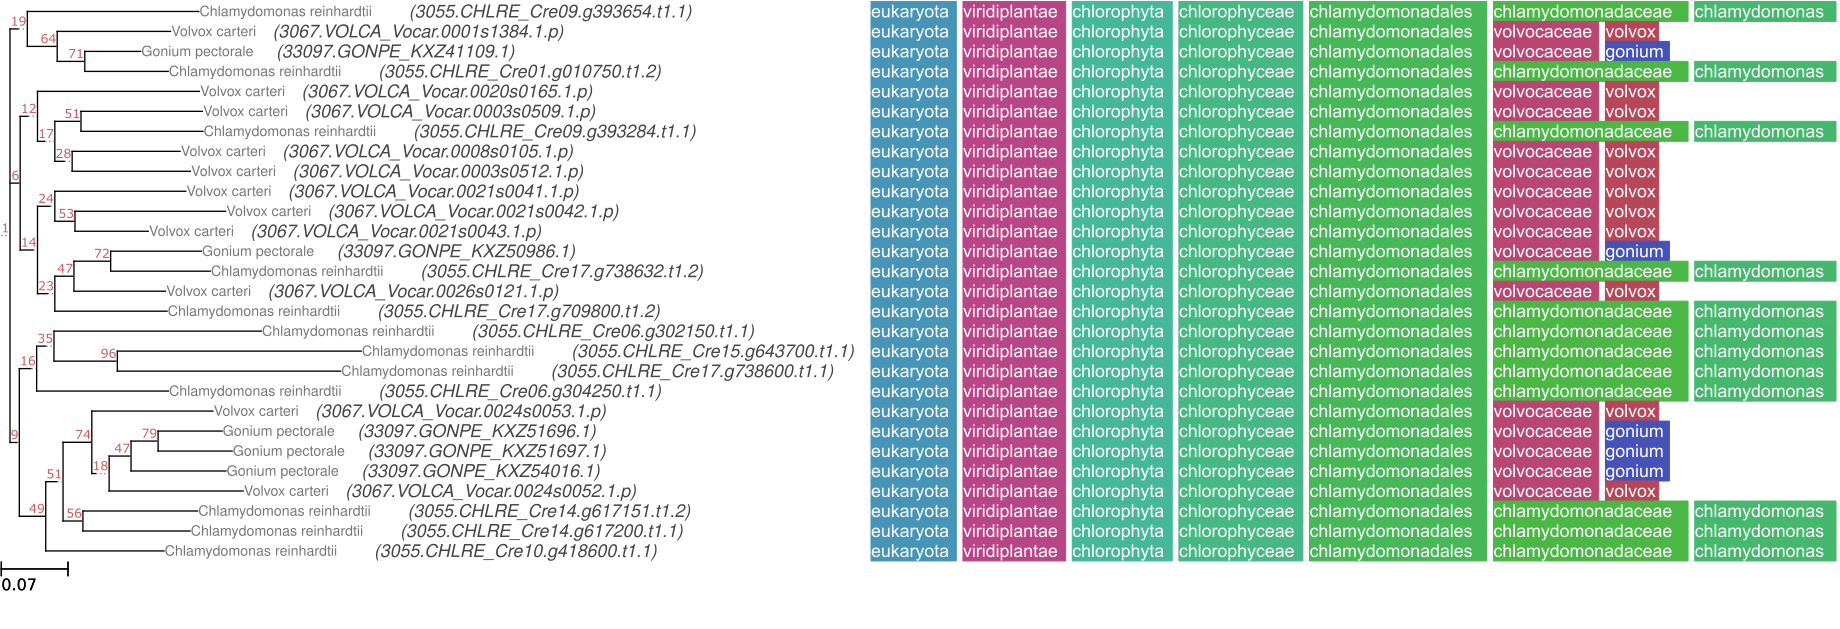 19 Chlamydomonas reinhardtii (3055.CHLRE_Cre09.g393654.t1.1) eukaryota viridiplantae chlorophyta chlorophyceae chlamydomonadales chlamydomonadaceae chlamydomonas
64 Volvox carteri (3067.VOLCA_Vocar.0001s1384.1.p) eukaryota viridiplantae chlorophyta chlorophyceae chlamydomonadales volvocaceae volvox
71 Gonium pectorale (33097.GONPE_KXZ41109.1) eukaryota viridiplantae chlorophyta chlorophyceae chlamydomonadales volvocaceae gonium
Chlamydomonas reinhardtii (3055.CHLRE_Cre01.g010750.t1.2) eukaryota viridiplantae chlorophyta chlorophyceae chlamydomonadales chlamydomonadaceae chlamydomonas
Volvox carteri (3067.VOLCA_Vocar.0020s0165.1.p) eukaryota viridiplantae chlorophyta chlorophyceae chlamydomonadales volvocaceae volvox
12 51 Volvox carteri (3067.VOLCA_Vocar.0003s0509.1.p) eukaryota viridiplantae chlorophyta chlorophyceae chlamydomonadales volvocaceae volvox
17 Chlamydomonas reinhardtii (3055.CHLRE_Cre09.g393284.t1.1) eukaryota viridiplantae chlorophyta chlorophyceae chlamydomonadales chlamydomonadaceae chlamydomonas
28 Volvox carteri (3067.VOLCA_Vocar.0008s0105.1.p) eukaryota viridiplantae chlorophyta chlorophyceae chlamydomonadales volvocaceae volvox
6 Volvox carteri (3067.VOLCA_Vocar.0003s0512.1.p) eukaryota viridiplantae chlorophyta chlorophyceae chlamydomonadales volvocaceae volvox
24 Volvox carteri (3067.VOLCA_Vocar.0021s0041.1.p) eukaryota viridiplantae chlorophyta chlorophyceae chlamydomonadales volvocaceae volvox
53 Volvox carteri (3067.VOLCA_Vocar.0021s0042.1.p) eukaryota viridiplantae chlorophyta chlorophyceae chlamydomonadales volvocaceae volvox
1 Volvox carteri (3067.VOLCA_Vocar.0021s0043.1.p) eukaryota viridiplantae chlorophyta chlorophyceae chlamydomonadales volvocaceae volvox
14 72 Gonium pectorale (33097.GONPE_KXZ50986.1) eukaryota viridiplantae chlorophyta chlorophyceae chlamydomonadales volvocaceae gonium
47 Chlamydomonas reinhardtii (3055.CHLRE_Cre17.g738632.t1.2) eukaryota viridiplantae chlorophyta chlorophyceae chlamydomonadales chlamydomonadaceae chlamydomonas
23 Volvox carteri (3067.VOLCA_Vocar.0026s0121.1.p) eukaryota viridiplantae chlorophyta chlorophyceae chlamydomonadales volvocaceae volvox
Chlamydomonas reinhardtii (3055.CHLRE_Cre17.g709800.t1.2) eukaryota viridiplantae chlorophyta chlorophyceae chlamydomonadales chlamydomonadaceae chlamydomonas
35 Chlamydomonas reinhardtii (3055.CHLRE_Cre06.g302150.t1.1) eukaryota viridiplantae chlorophyta chlorophyceae chlamydomonadales chlamydomonadaceae chlamydomonas
96 Chlamydomonas reinhardtii (3055.CHLRE_Cre15.g643700.t1.1) eukaryota viridiplantae chlorophyta chlorophyceae chlamydomonadales chlamydomonadaceae chlamydomonas
16 Chlamydomonas reinhardtii (3055.CHLRE_Cre17.g738600.t1.1) eukaryota viridiplantae chlorophyta chlorophyceae chlamydomonadales chlamydomonadaceae chlamydomonas
Chlamydomonas reinhardtii (3055.CHLRE_Cre06.g304250.t1.1) eukaryota viridiplantae chlorophyta chlorophyceae chlamydomonadales chlamydomonadaceae chlamydomonas
Volvox carteri (3067.VOLCA_Vocar.0024s0053.1.p) eukaryota viridiplantae chlorophyta chlorophyceae chlamydomonadales volvocaceae volvox
9 74 79 Gonium pectorale (33097.GONPE_KXZ51696.1) eukaryota viridiplantae chlorophyta chlorophyceae chlamydomonadales volvocaceae gonium
47 Gonium pectorale (33097.GONPE_KXZ51697.1) eukaryota viridiplantae chlorophyta chlorophyceae chlamydomonadales volvocaceae gonium
51 18 Gonium pectorale (33097.GONPE_KXZ54016.1) eukaryota viridiplantae chlorophyta chlorophyceae chlamydomonadales volvocaceae gonium
Volvox carteri (3067.VOLCA_Vocar.0024s0052.1.p) eukaryota viridiplantae chlorophyta chlorophyceae chlamydomonadales volvocaceae volvox
49 56 Chlamydomonas reinhardtii (3055.CHLRE_Cre14.g617151.t1.2) eukaryota viridiplantae chlorophyta chlorophyceae chlamydomonadales chlamydomonadaceae chlamydomonas
Chlamydomonas reinhardtii (3055.CHLRE_Cre14.g617200.t1.1) eukaryota viridiplantae chlorophyta chlorophyceae chlamydomonadales chlamydomonadaceae chlamydomonas
Chlamydomonas reinhardtii (3055.CHLRE_Cre10.g418600.t1.1) eukaryota viridiplantae chlorophyta chlorophyceae chlamydomonadales chlamydomonadaceae chlamydomonas
0.07